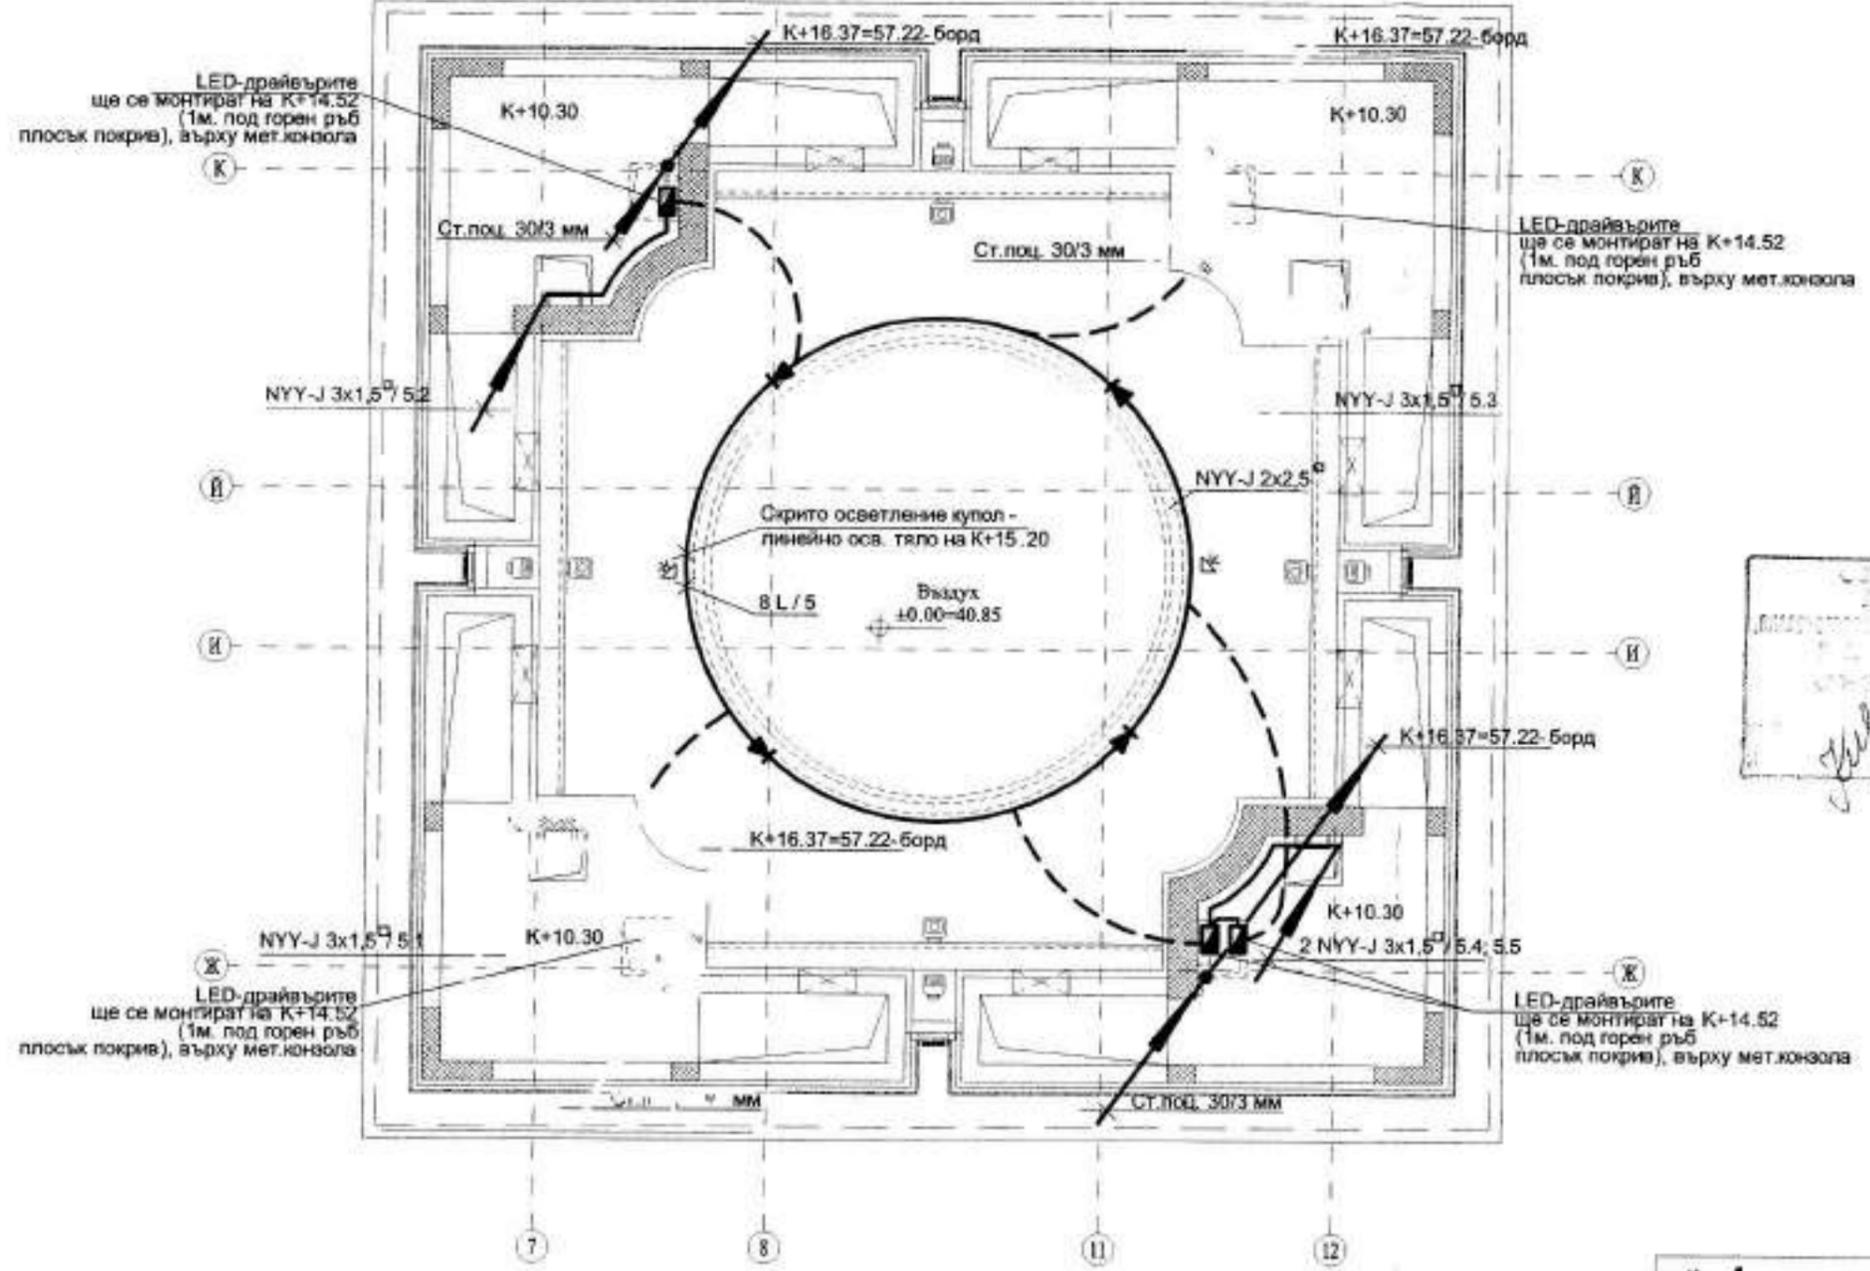 K+16.37=57.22-борд
K+16.37=57.22-борд
LED-драйвърите
ще се монтират на К+14.52
(1м. под горен ръб
плосък покрив), върху мет.конзола
K+10.30
K+10.30
К
К
Ст.поц. 30/3 мм
Ст.поц. 30/3 мм
LED-драйвърите
ще се монтират на К+14.52
(1м. под горен ръб
плосък покрив), върху мет.конзола
NYY-J 3x1,5□/ 5.2
NYY-J 3x1,5□/ 5.3
Й
NYY-J 2x2,5□
Й
Скрито осветление купол -
линейно осв. тяло на К+15.20
8 L / 5
Въздух
±0.00=40.85
И
И
K+16.37=57.22-борд
K+16.37=57.22-борд
NYY-J 3x1,5□/ 5.1
K+10.30
K+10.30
2 NYY-J 3x1,5□/ 5.4; 5.5
Ж
Ж
LED-драйвърите
ще се монтират на К+14.52
(1м. под горен ръб
плосък покрив), върху мет.конзола
LED-драйвърите
ще се монтират на К+14.52
(1м. под горен ръб
плосък покрив), върху мет.конзола
мм
Ст.поц. 30/3 мм
7
8
11
12